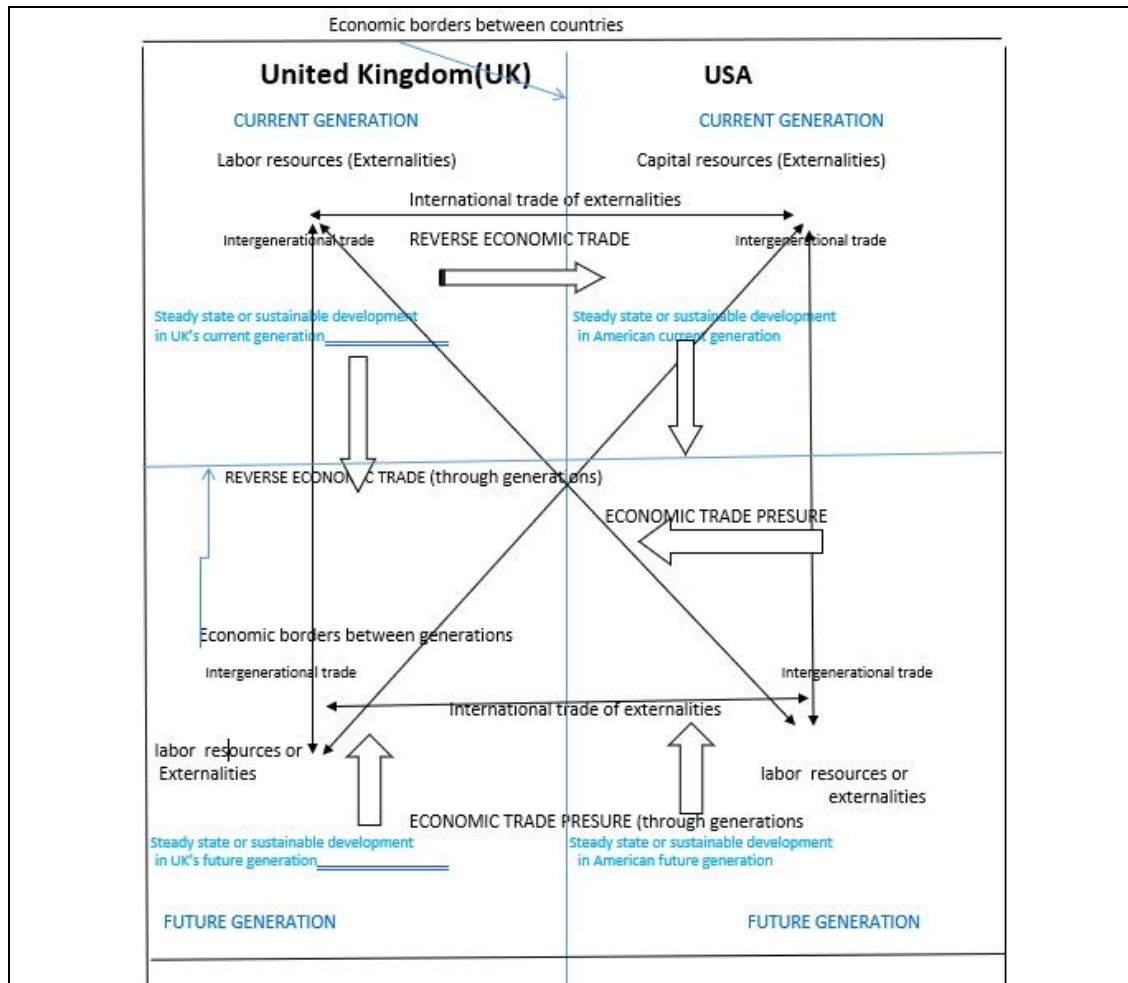 Economic borders between countries
United Kingdom(UK)
USA
CURRENT GENERATION
CURRENT GENERATION
Labor resources (Externalities)
Capital resources (Externalities)
International trade of externalities
Intergenerational trade
REVERSE ECONOMIC TRADE
Intergenerational trade
Steady state or sustainable development
in UK's current generation
Steady state or sustainable development
in American current generation
REVERSE ECONOMIC TRADE (through generations)
ECONOMIC TRADE PRESURE
Economic borders between generations
Intergenerational trade
Intergenerational trade
International trade of externalities
labor resources or
Externalities
labor resources or
externalities
ECONOMIC TRADE PRESURE (through generations
Steady state or sustainable development
in UK's future generation
Steady state or sustainable development
in American future generation
FUTURE GENERATION
FUTURE GENERATION